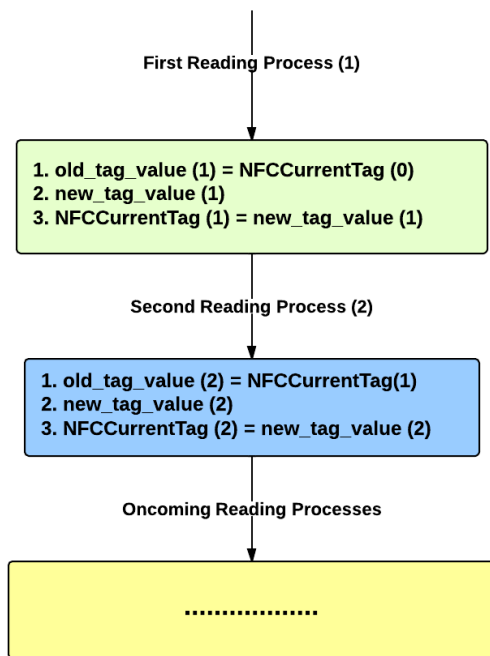 First Reading Process (1)
1. old_tag_value (1) = NFCCurrentTag (0)
2. new_tag_value (1)
3. NFCCurrentTag (1) = new_tag_value (1)
Second Reading Process (2)
1. old_tag_value (2) = NFCCurrentTag(1)
2. new_tag_value (2)
3. NFCCurrentTag (2) = new_tag_value (2)
Oncoming Reading Processes
..................